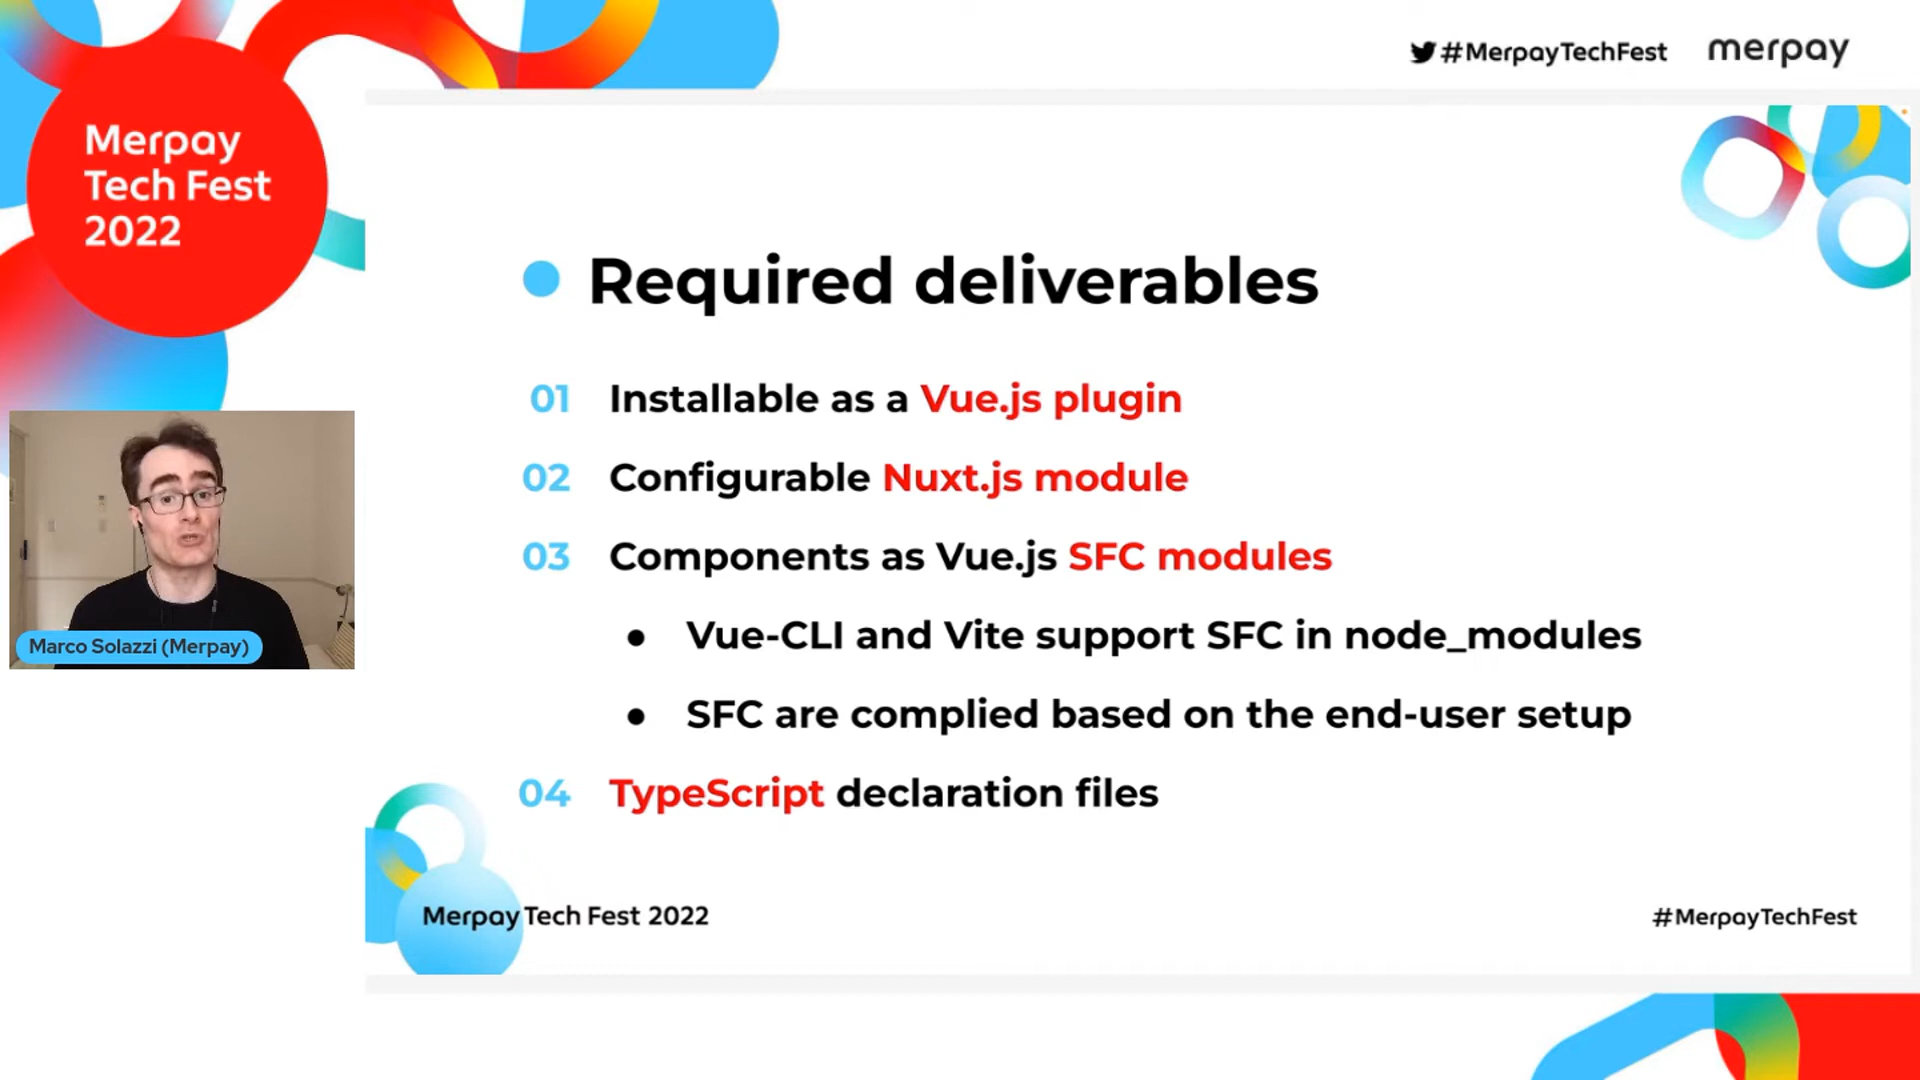 Merpay
Tech Fest
2022
#MerpayTechFest
merpay
Required deliverables
01 Installable as a Vue.js plugin
02 Configurable Nuxt.js module
03 Components as Vue.js SFC modules
● Vue-CLI and Vite support SFC in node_modules
● SFC are complied based on the end-user setup
04 TypeScript declaration files
Marco Solazzi (Merpay)
Merpay Tech Fest 2022
#MerpayTechFest